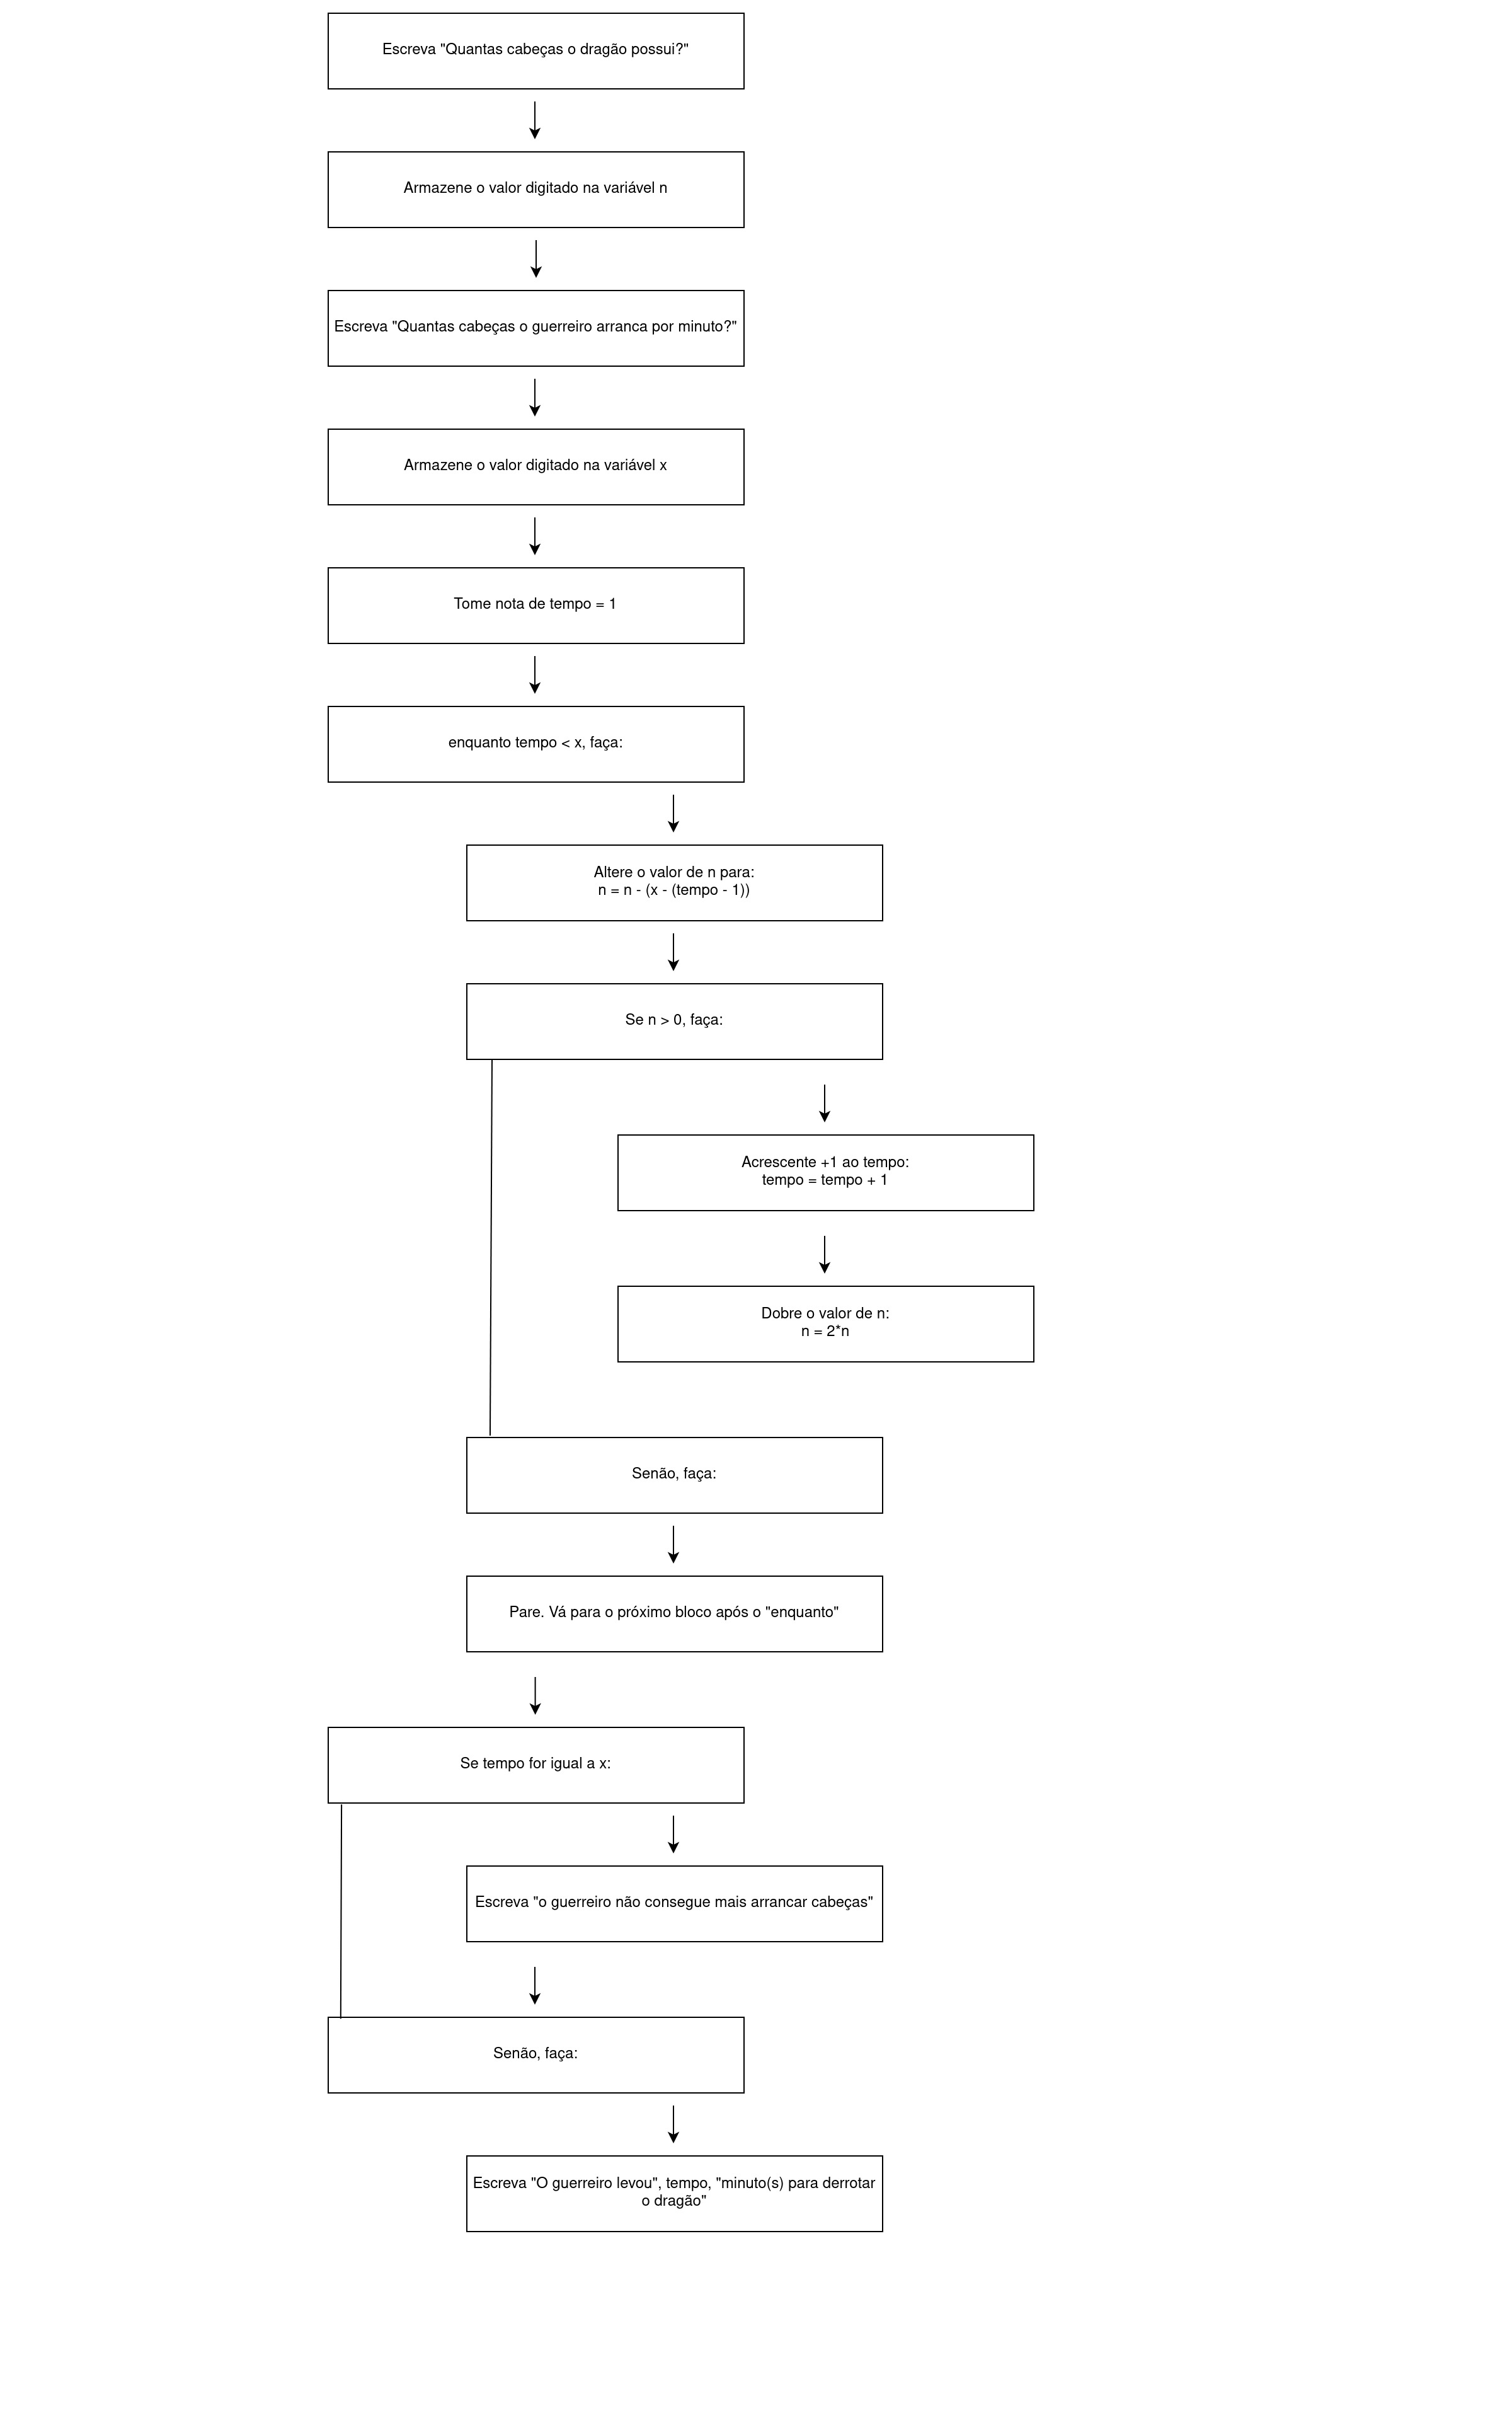 Escreva "Quantas cabeças o dragão possui?"
Armazene o valor digitado na variável n
Escreva "Quantas cabeças o guerreiro arranca por minuto?"
Armazene o valor digitado na variável x
Tome nota de tempo = 1
enquanto tempo < x, faça:
Altere o valor de n para:
n = n - (x - (tempo - 1))
Se n > 0, faça:
Acrescente +1 ao tempo:
tempo = tempo + 1
Dobre o valor de n:
n = 2*n
Senão, faça:
Pare. Vá para o próximo bloco após o "enquanto"
Se tempo for igual a x:
Escreva "o guerreiro não consegue mais arrancar cabeças"
Senão, faça:
Escreva "O guerreiro levou", tempo, "minuto(s) para derrotar
o dragão"